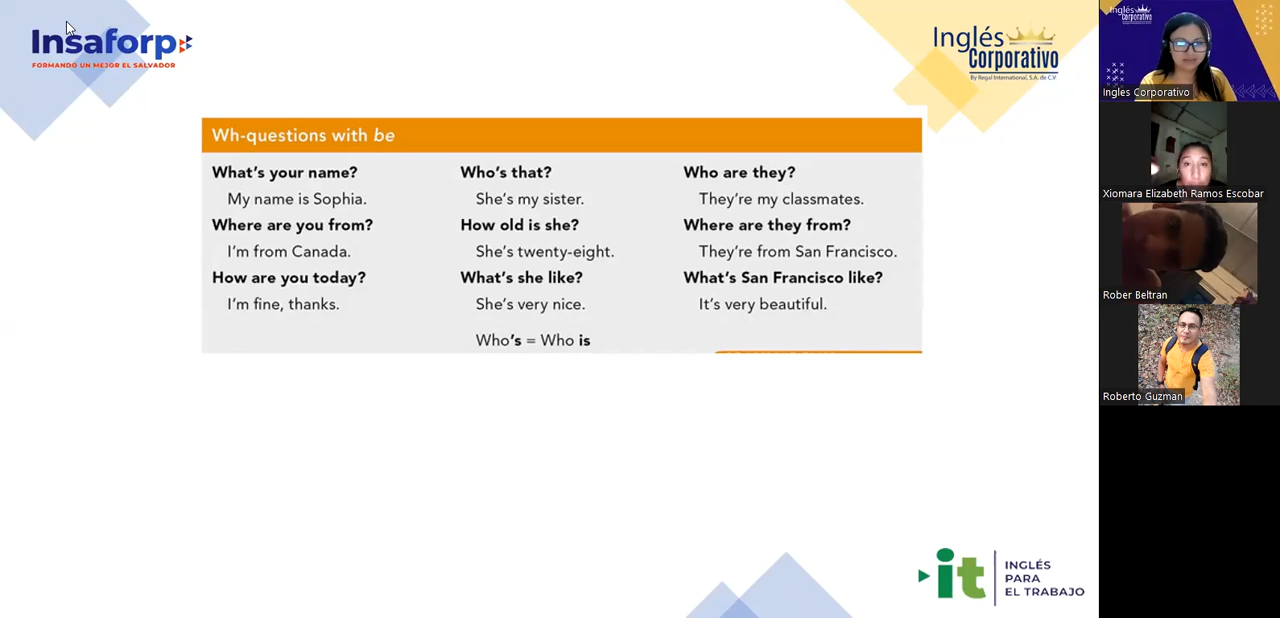 Insaforp
FORMANDO UN MEJOR EL SALVADOR
Inglés
Corporativo
By Regal International, S.A. de C.V
Wh-questions with be
What's your name?
My name is Sophia.
Where are you from?
I'm from Canada.
How are you today?
I'm fine, thanks.
Who's that?
She's my sister.
How old is she?
She's twenty-eight.
What's she like?
She's very nice.
Who's = Who is
Who are they?
They're my classmates.
Where are they from?
They're from San Francisco.
What's San Francisco like?
It's very beautiful.
it
INGLÉS
PARA
EL TRABAJO
Inglés
Corporativo
Ingles Corporativo
Xiomara Elizabeth Ramos Escobar
Rober Beltran
Roberto Guzman